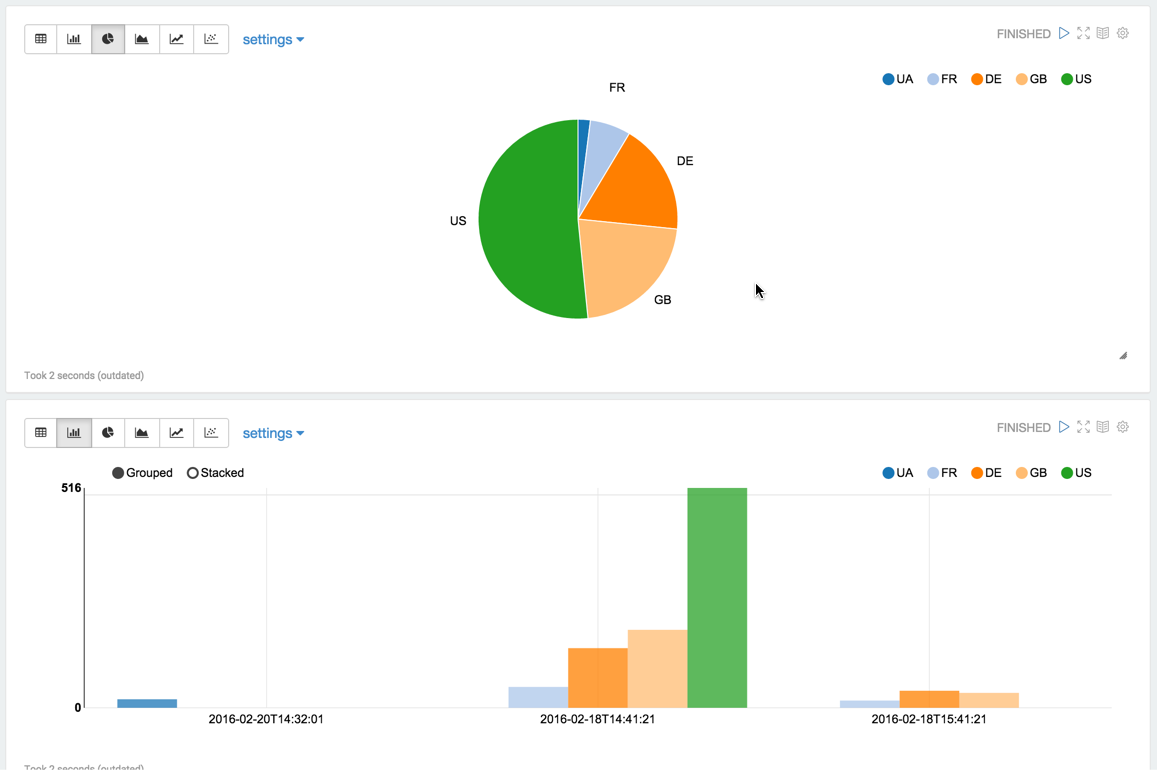 settings
FINISHED
UA FR DE GB US
FR
DE
US
GB
Took 2 seconds (outdated)
settings
FINISHED
Grouped Stacked
UA FR DE GB US
516
0
2016-02-20T14:32:01 2016-02-18T14:41:21 2016-02-18T15:41:21
Took 2 seconds (outdated)